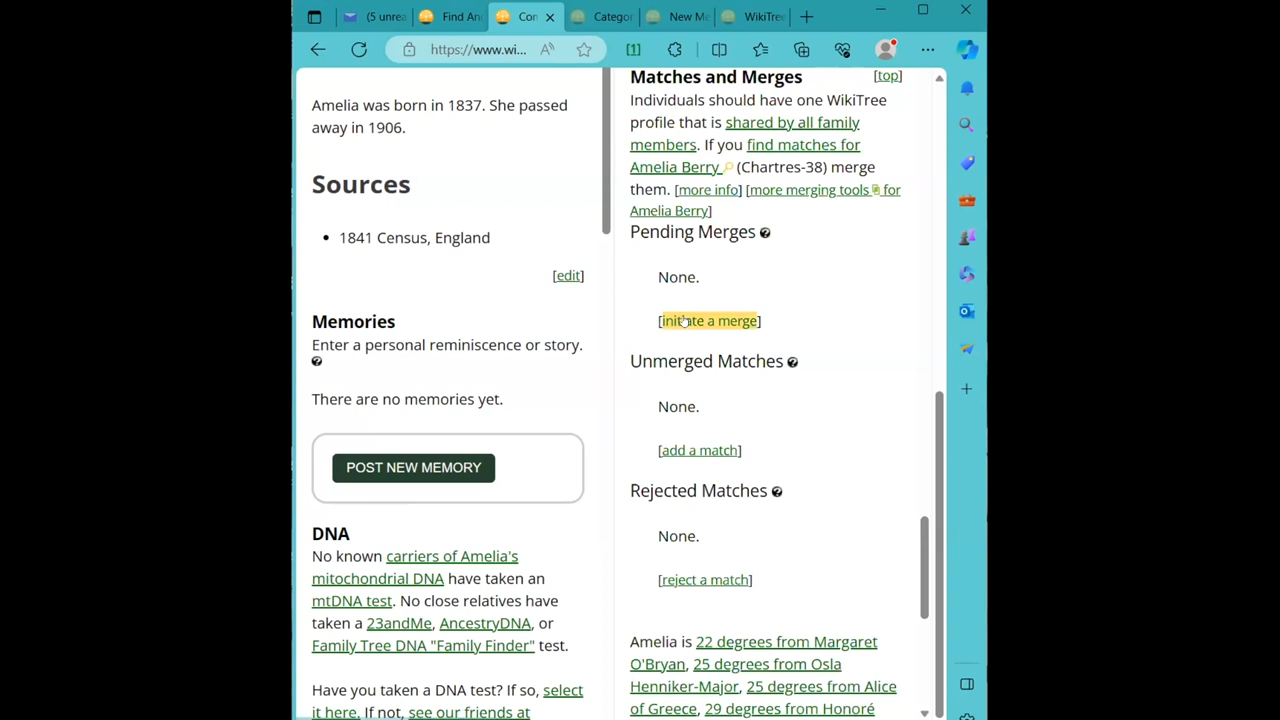 (5 unrea
Find An
Con
Categor
New Me
WikiTree
https://www.wi...
Amelia was born in 1837. She passed
away in 1906.
Sources
• 1841 Census, England
[edit]
Memories
Enter a personal reminiscence or story.
There are no memories yet.
POST NEW MEMORY
DNA
No known carriers of Amelia's
mitochondrial DNA have taken an
mtDNA test. No close relatives have
taken a 23andMe, AncestryDNA, or
Family Tree DNA "Family Finder" test.
Have you taken a DNA test? If so, select
it here. If not, see our friends at
Matches and Merges
[top]
Individuals should have one WikiTree
profile that is shared by all family
members. If you find matches for
Amelia Berry (Chartres-38) merge
them. [more info] [more merging tools for
Amelia Berry]
Pending Merges
None.
[initiate a merge]
Unmerged Matches
None.
[add a match]
Rejected Matches
None.
[reject a match]
Amelia is 22 degrees from Margaret
O'Bryan, 25 degrees from Osla
Henniker-Major, 25 degrees from Alice
of Greece, 29 degrees from Honoré